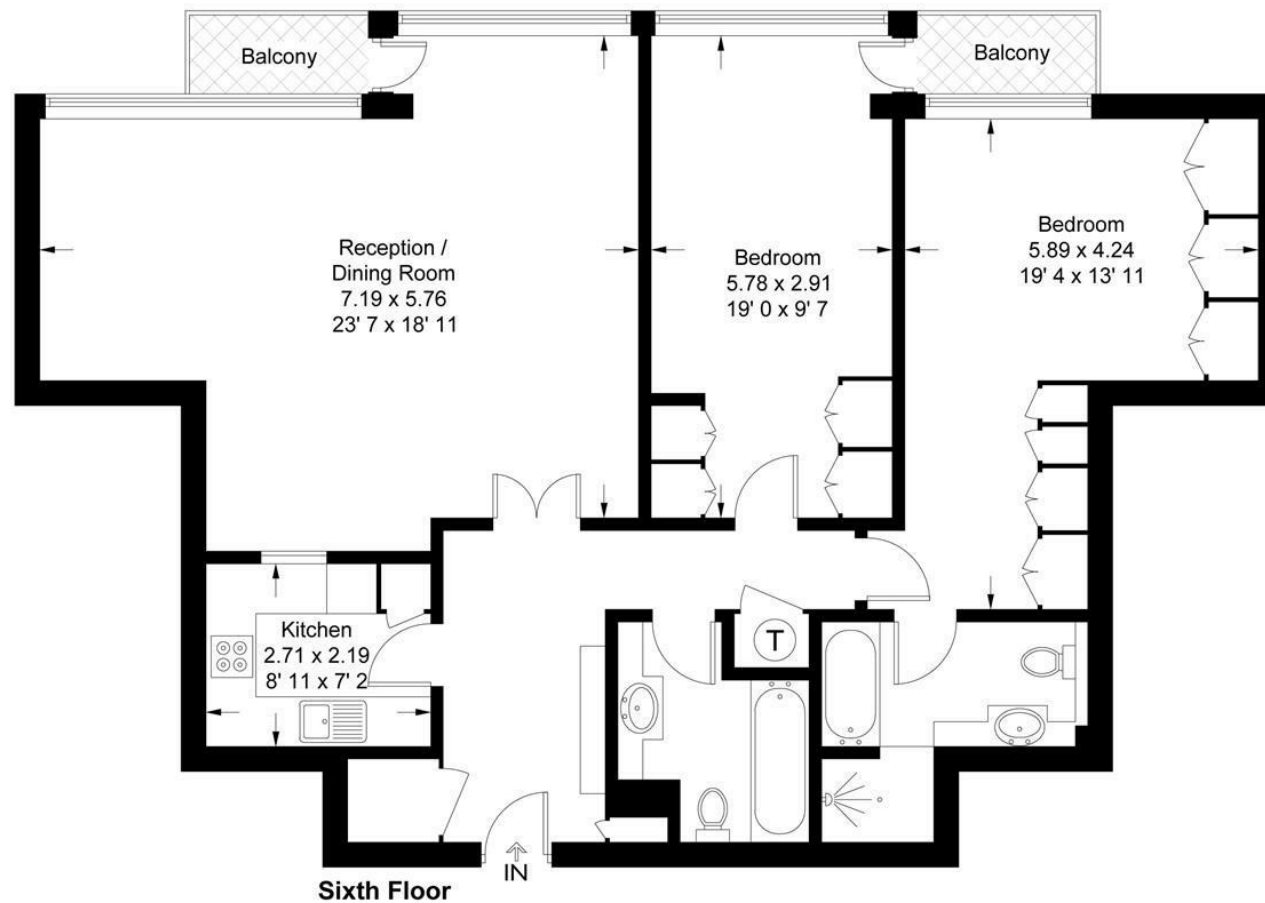 Balcony
Balcony
Reception /
Dining Room
7.19 x 5.76
23' 7 x 18' 11
Bedroom
5.78 x 2.91
19' 0 x 9' 7
Bedroom
5.89 x 4.24
19' 4 x 13' 11
Kitchen
2.71 x 2.19
8' 11 x 7' 2
T
IN
Sixth Floor